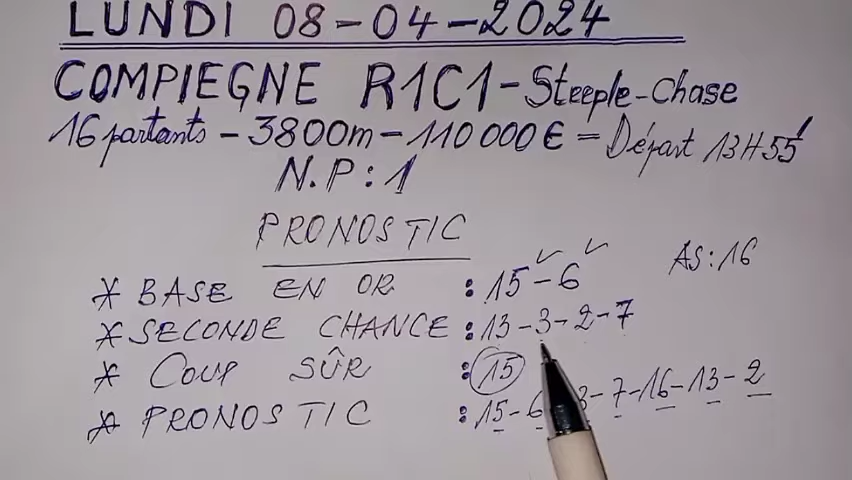 LUNDI 08-04-2024
COMPIEGNE R1C1-Steeple-Chase
16 partants - 3800m - 110 000€ = Départ 13H55'
N.P: 1
PRONOSTIC
AS: 16
* BASE EN OR : 15-6
* SECONDE CHANCE : 13-3-2-7
* COUP SÛR : 15
* PRONOSTIC : 15-6 3-7-16-13-2